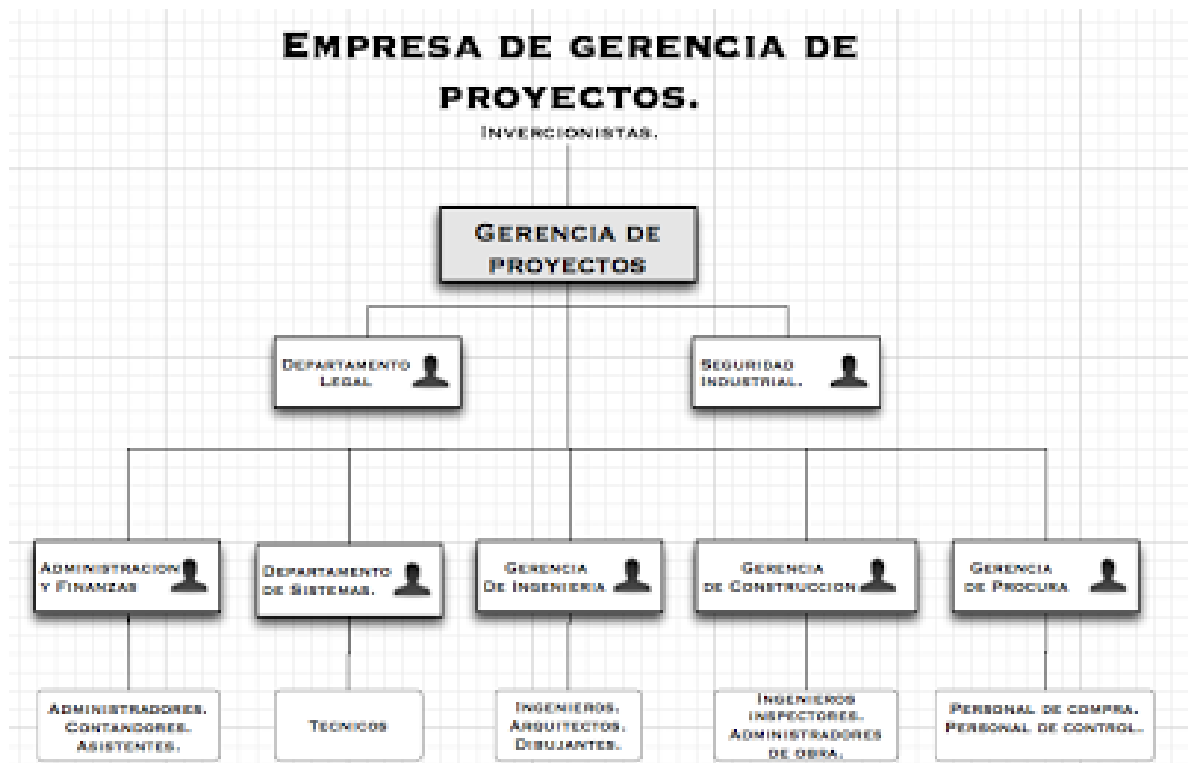 EMPRESA DE GERENCIA DE
PROYECTOS.
INVERCIONISTAS.
GERENCIA DE
PROYECTOS
DEPARTAMENTO
LEGAL
SEGURIDAD
INDUSTRIAL.
ADMINISTRACION
Y FINANZAS
DEPARTAMENTO
DE SISTEMAS.
GERENCIA
DE INGENIERIA
GERENCIA
DE CONSTRUCCION
GERENCIA
DE PROCURA
ADMINISTRADORES.
CONTANDORES.
ASISTENTES.
TECNICOS
INGENIEROS.
ARQUITECTOS.
DIBUJANTES.
INGENIEROS
INSPECTORES.
ADMINISTRADORES
DE OBRA.
PERSONAL DE COMPRA.
PERSONAL DE CONTROL.